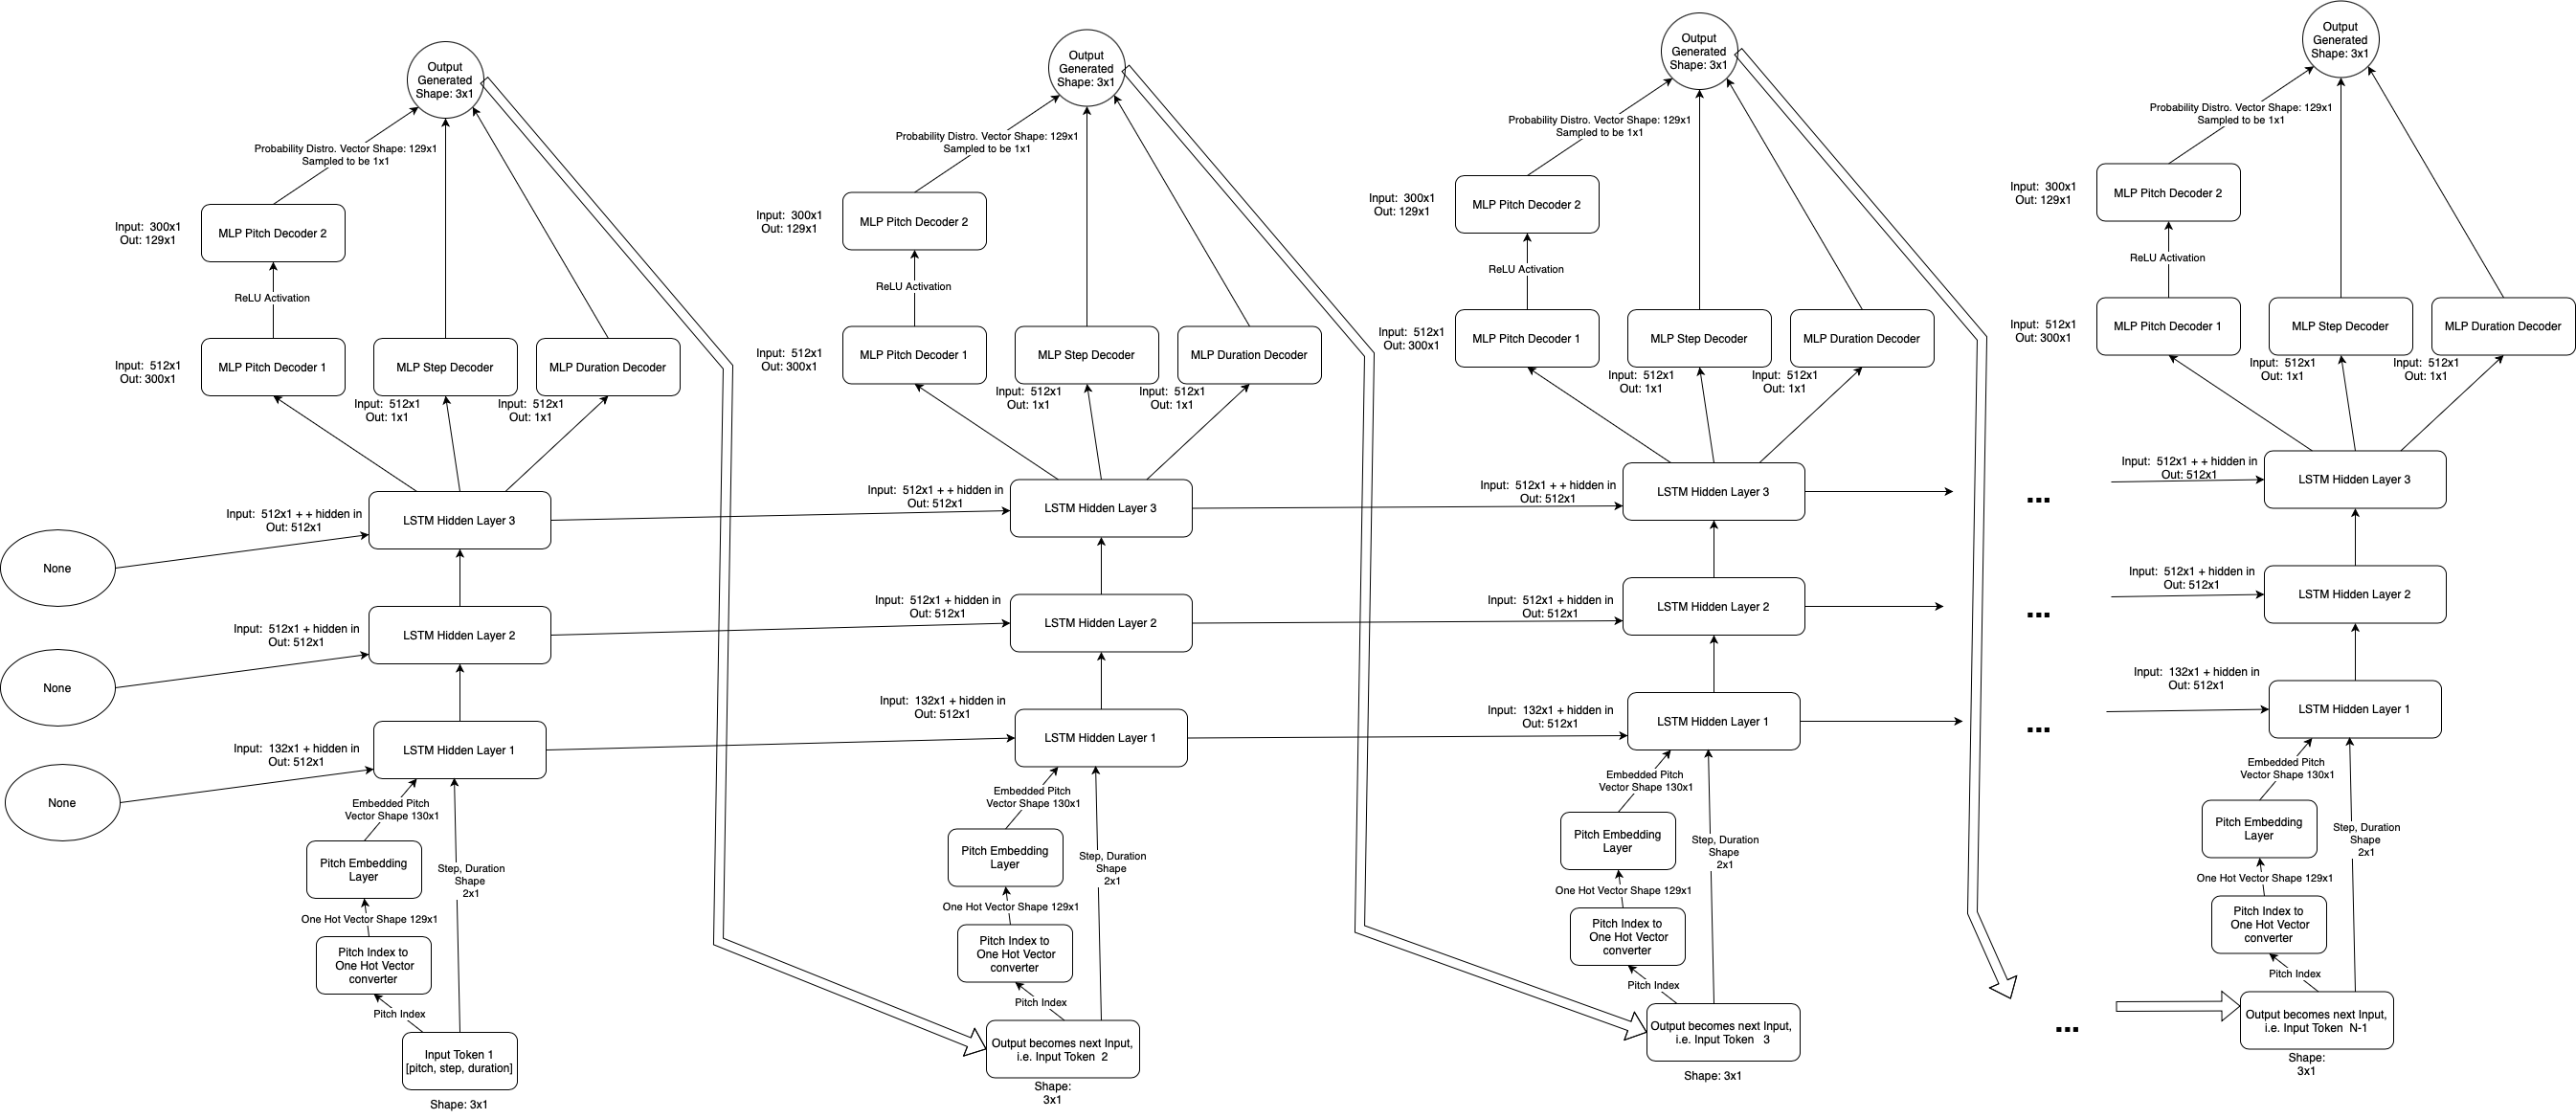 Output
Generated
Shape: 3x1
Probability Distro. Vector Shape: 129x1
Sampled to be 1x1
Input:  300x1
Out: 129x1
MLP Pitch Decoder 2
ReLU Activation
Input:  512x1
Out: 300x1
MLP Pitch Decoder 1
MLP Step Decoder
MLP Duration Decoder
Input:  512x1
Out: 1x1
Input:  512x1
Out: 1x1
Input:  512x1 + + hidden in
Out: 512x1
LSTM Hidden Layer 3
None
Input:  512x1 + hidden in
Out: 512x1
LSTM Hidden Layer 2
None
Input:  132x1 + hidden in
Out: 512x1
LSTM Hidden Layer 1
None
Embedded Pitch
Vector Shape 130x1
Pitch Embedding
Layer
Step, Duration
Shape
2x1
One Hot Vector Shape 129x1
Pitch Index to
One Hot Vector
converter
Pitch Index
Input Token 1
[pitch, step, duration]
Shape: 3x1
Output
Generated
Shape: 3x1
Probability Distro. Vector Shape: 129x1
Sampled to be 1x1
Input:  300x1
Out: 129x1
MLP Pitch Decoder 2
ReLU Activation
Input:  512x1
Out: 300x1
MLP Pitch Decoder 1
MLP Step Decoder
MLP Duration Decoder
Input:  512x1
Out: 1x1
Input:  512x1
Out: 1x1
Input:  512x1 + + hidden in
Out: 512x1
LSTM Hidden Layer 3
Input:  512x1 + hidden in
Out: 512x1
LSTM Hidden Layer 2
Input:  132x1 + hidden in
Out: 512x1
LSTM Hidden Layer 1
Embedded Pitch
Vector Shape 130x1
Pitch Embedding
Layer
Step, Duration
Shape
2x1
One Hot Vector Shape 129x1
Pitch Index to
One Hot Vector
converter
Pitch Index
Output becomes next Input,
i.e. Input Token  2
Shape:
3x1
Output
Generated
Shape: 3x1
Probability Distro. Vector Shape: 129x1
Sampled to be 1x1
Input:  300x1
Out: 129x1
MLP Pitch Decoder 2
ReLU Activation
Input:  512x1
Out: 300x1
MLP Pitch Decoder 1
MLP Step Decoder
MLP Duration Decoder
Input:  512x1
Out: 1x1
Input:  512x1
Out: 1x1
Input:  512x1 + + hidden in
Out: 512x1
LSTM Hidden Layer 3
Input:  512x1 + hidden in
Out: 512x1
LSTM Hidden Layer 2
Input:  132x1 + hidden in
Out: 512x1
LSTM Hidden Layer 1
Embedded Pitch
Vector Shape 130x1
Pitch Embedding
Layer
Step, Duration
Shape
2x1
One Hot Vector Shape 129x1
Pitch Index to
One Hot Vector
converter
Pitch Index
Output becomes next Input,
i.e. Input Token   3
Shape: 3x1
...
...
...
...
Output
Generated
Shape: 3x1
Probability Distro. Vector Shape: 129x1
Sampled to be 1x1
Input:  300x1
Out: 129x1
MLP Pitch Decoder 2
ReLU Activation
Input:  512x1
Out: 300x1
MLP Pitch Decoder 1
MLP Step Decoder
MLP Duration Decoder
Input:  512x1
Out: 1x1
Input:  512x1
Out: 1x1
Input:  512x1 + + hidden in
Out: 512x1
LSTM Hidden Layer 3
Input:  512x1 + hidden in
Out: 512x1
LSTM Hidden Layer 2
Input:  132x1 + hidden in
Out: 512x1
LSTM Hidden Layer 1
Embedded Pitch
Vector Shape 130x1
Pitch Embedding
Layer
Step, Duration
Shape
2x1
One Hot Vector Shape 129x1
Pitch Index to
One Hot Vector
converter
Pitch Index
Output becomes next Input,
i.e. Input Token  N-1
Shape:
3x1